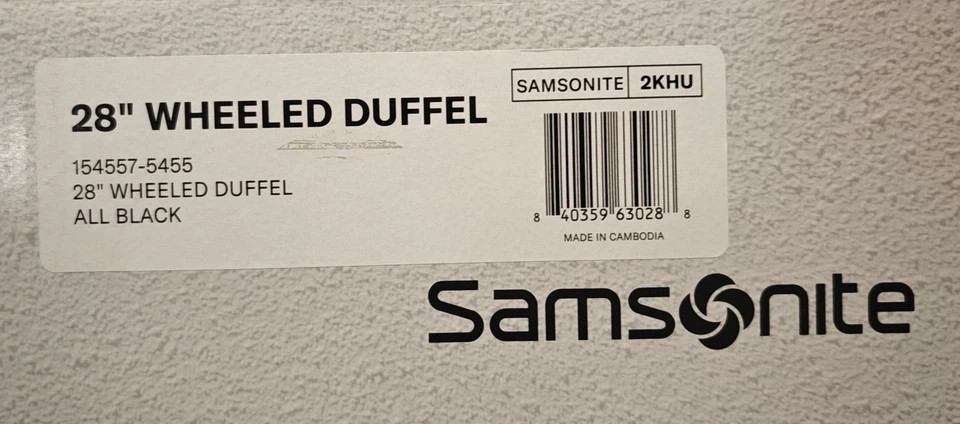 28" WHEELED DUFFEL
154557-5455
28" WHEELED DUFFEL
ALL BLACK
SAMSONITE 2KHU
8 40359 63028 8
MADE IN CAMBODIA
Samsonite